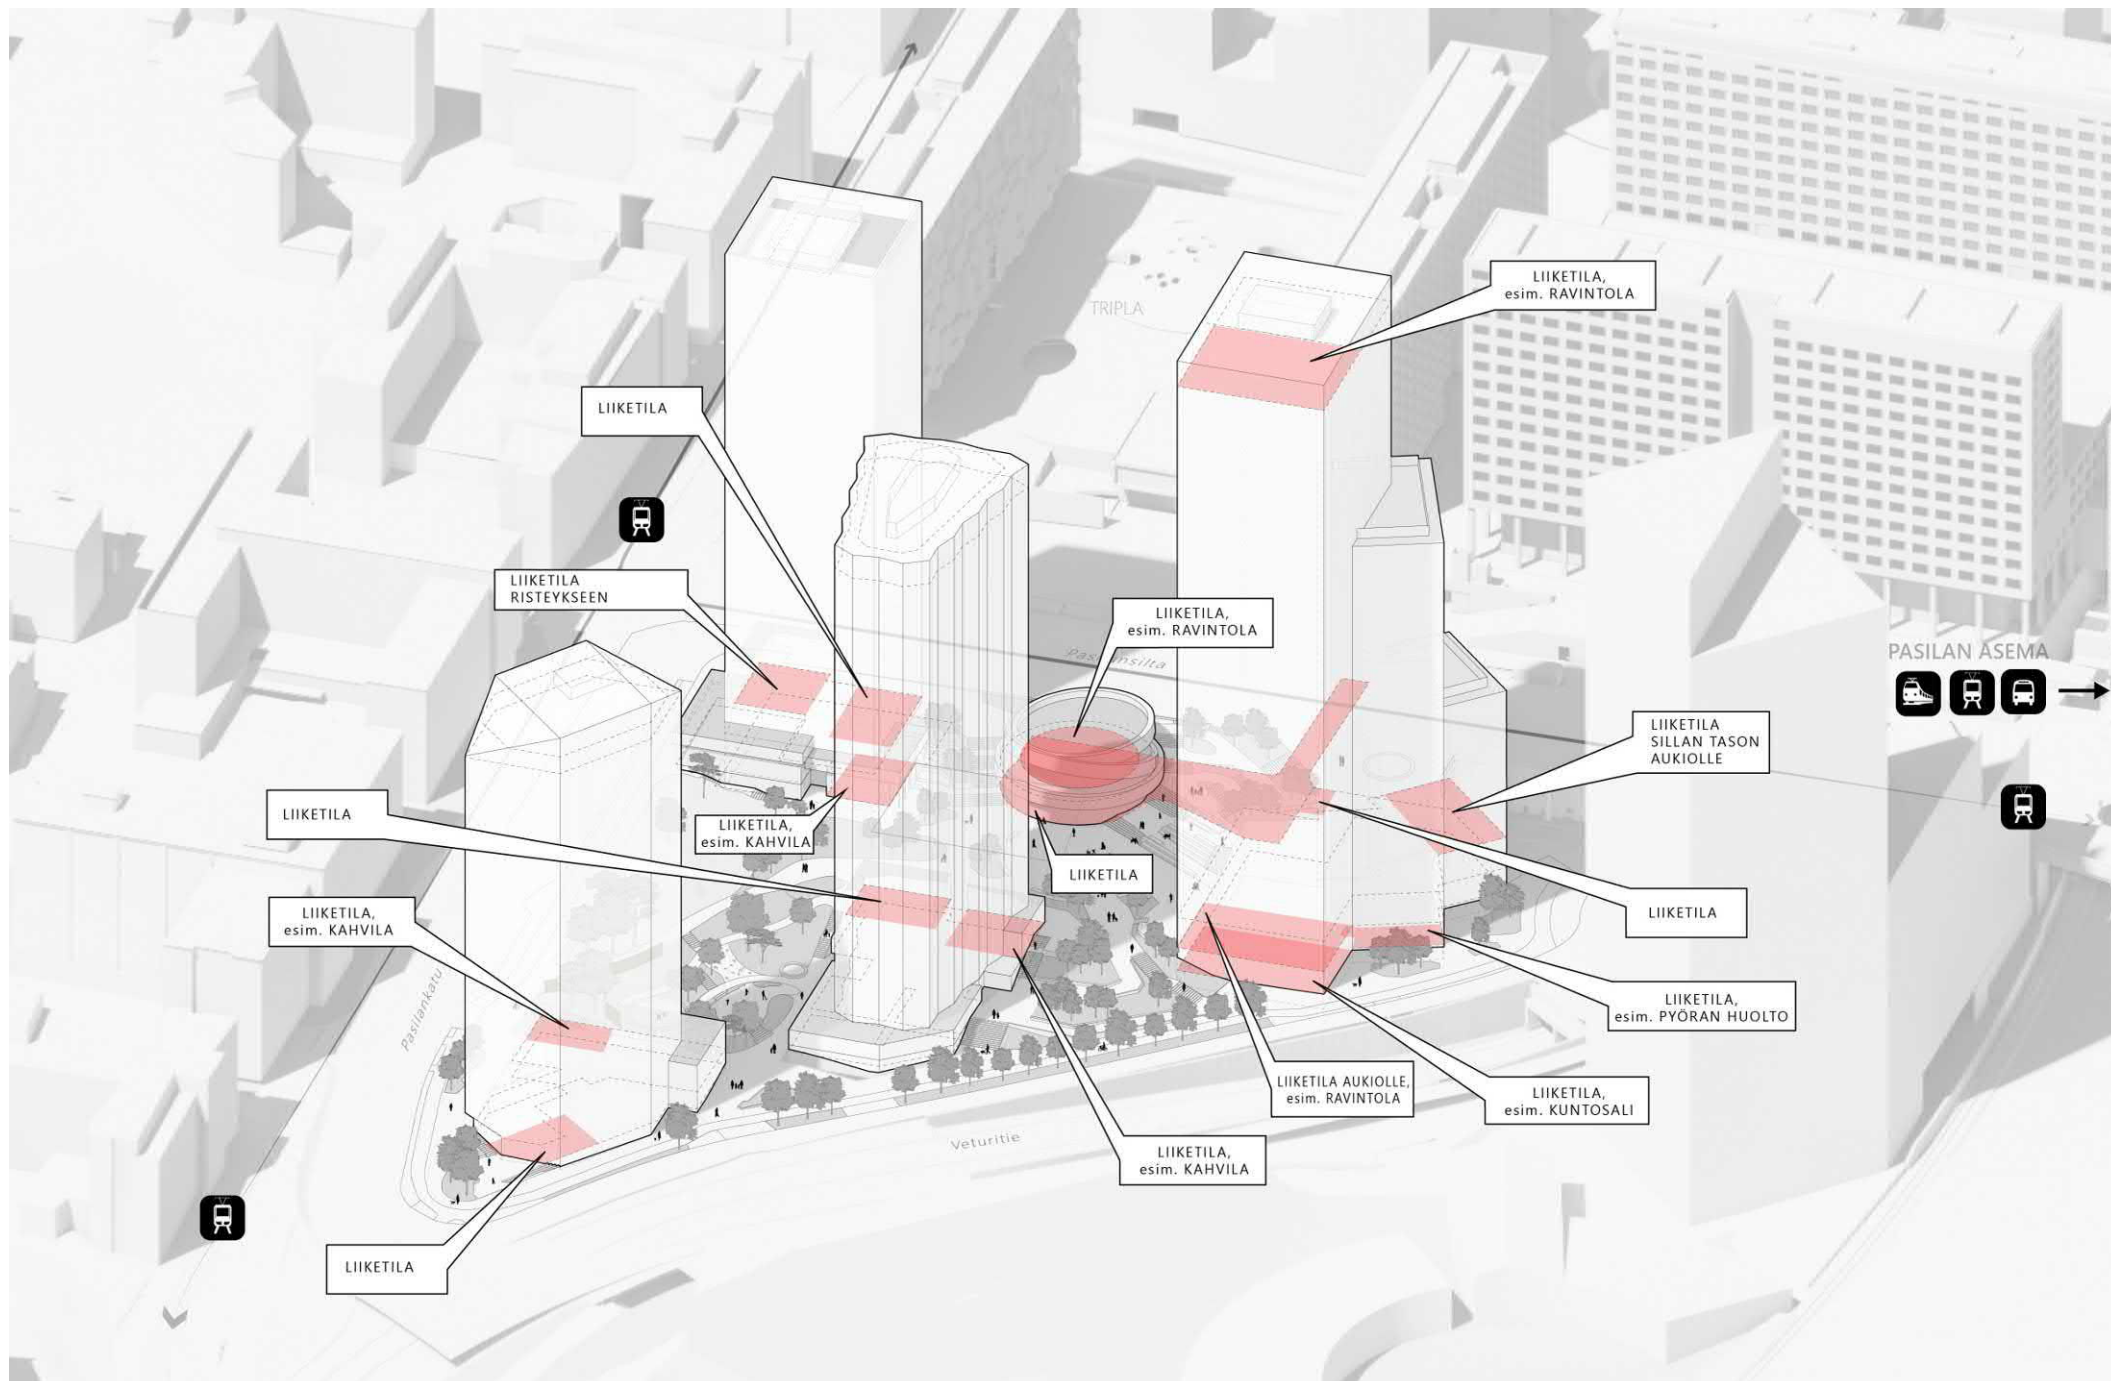 LIIKETILA,
esim. RAVINTOLA
TRIPLA
LIIKETILA
LIIKETILA
RISTEYKSEEN
LIIKETILA,
esim. RAVINTOLA
Pasilansilta
PASILAN ASEMA
LIIKETILA
SILLAN TASON
AUKIOLLE
LIIKETILA
LIIKETILA,
esim. KAHVILA
LIIKETILA
LIIKETILA
LIIKETILA,
esim. KAHVILA
Pasilankatu
LIIKETILA,
esim. PYÖRAN HUOLTO
LIIKETILA AUKIOLLE,
esim. RAVINTOLA
LIIKETILA,
esim. KUNTOSALI
Veturitie
LIIKETILA,
esim. KAHVILA
LIIKETILA